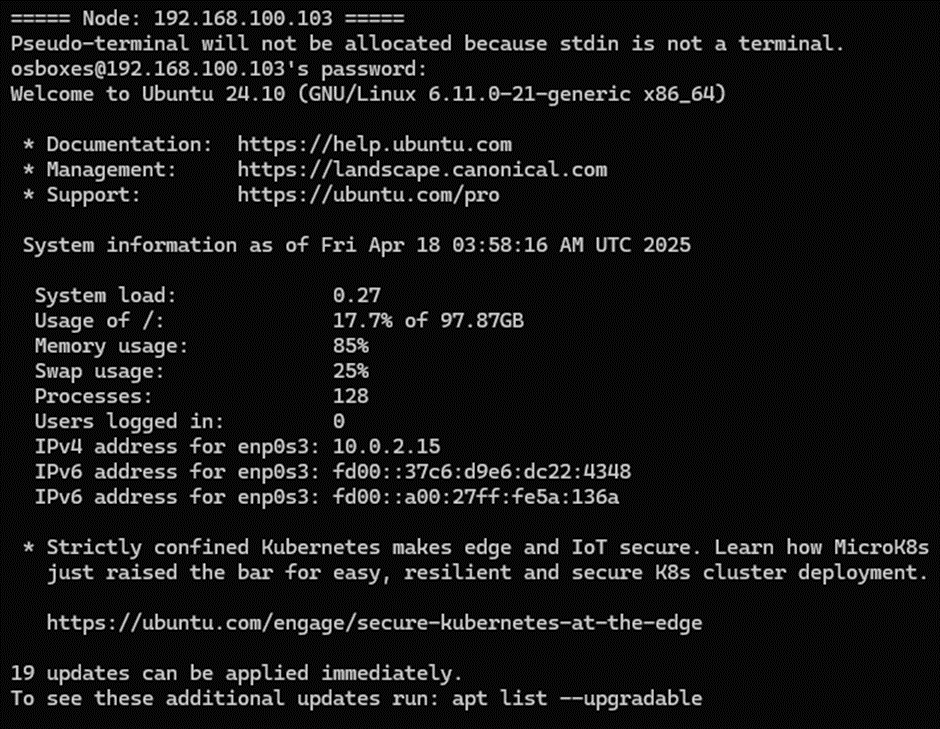 ===== Node: 192.168.100.103 =====
Pseudo-terminal will not be allocated because stdin is not a terminal.
osboxes@192.168.100.103's password:
Welcome to Ubuntu 24.10 (GNU/Linux 6.11.0-21-generic x86_64)
* Documentation:  https://help.ubuntu.com
* Management:     https://landscape.canonical.com
* Support:        https://ubuntu.com/pro
System information as of Fri Apr 18 03:58:16 AM UTC 2025
System load:             0.27
Usage of /:              17.7% of 97.87GB
Memory usage:            85%
Swap usage:              25%
Processes:               128
Users logged in:         0
IPv4 address for enp0s3: 10.0.2.15
IPv6 address for enp0s3: fd00::37c6:d9e6:dc22:4348
IPv6 address for enp0s3: fd00::a00:27ff:fe5a:136a
* Strictly confined Kubernetes makes edge and IoT secure. Learn how MicroK8s
just raised the bar for easy, resilient and secure K8s cluster deployment.
https://ubuntu.com/engage/secure-kubernetes-at-the-edge
19 updates can be applied immediately.
To see these additional updates run: apt list --upgradable